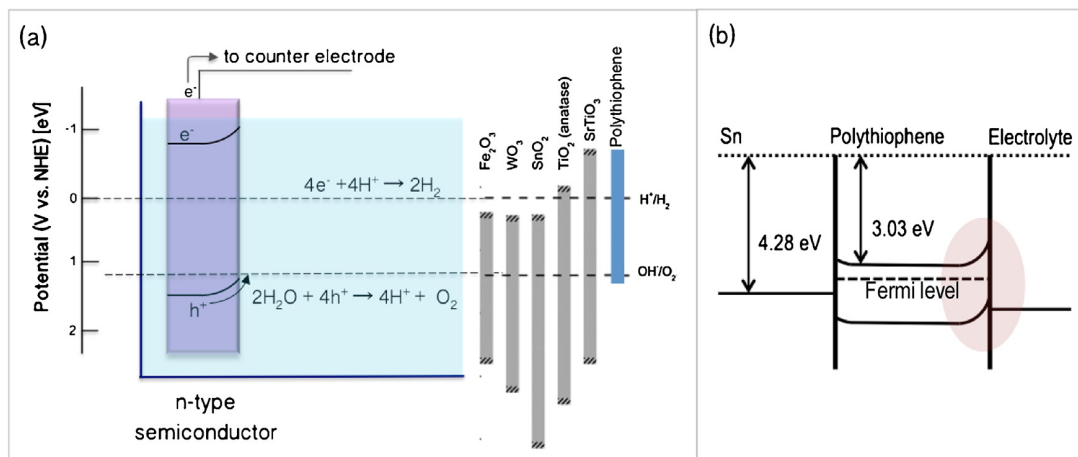 (a)
to counter electrode
e⁻
Potential (V vs. NHE) [eV]
-1
0
1
2
e⁻
4e⁻ +4H⁺ → 2H₂
2H₂O + 4h⁺ → 4H⁺ + O₂
h⁺
n-type
semiconductor
Fe₂O₃
WO₃
SnO₂
TiO₂ (anatase)
SrTiO₃
Polythiophene
H⁺/H₂
OH⁻/O₂
(b)
Sn
Polythiophene
Electrolyte
4.28 eV
3.03 eV
Fermi level